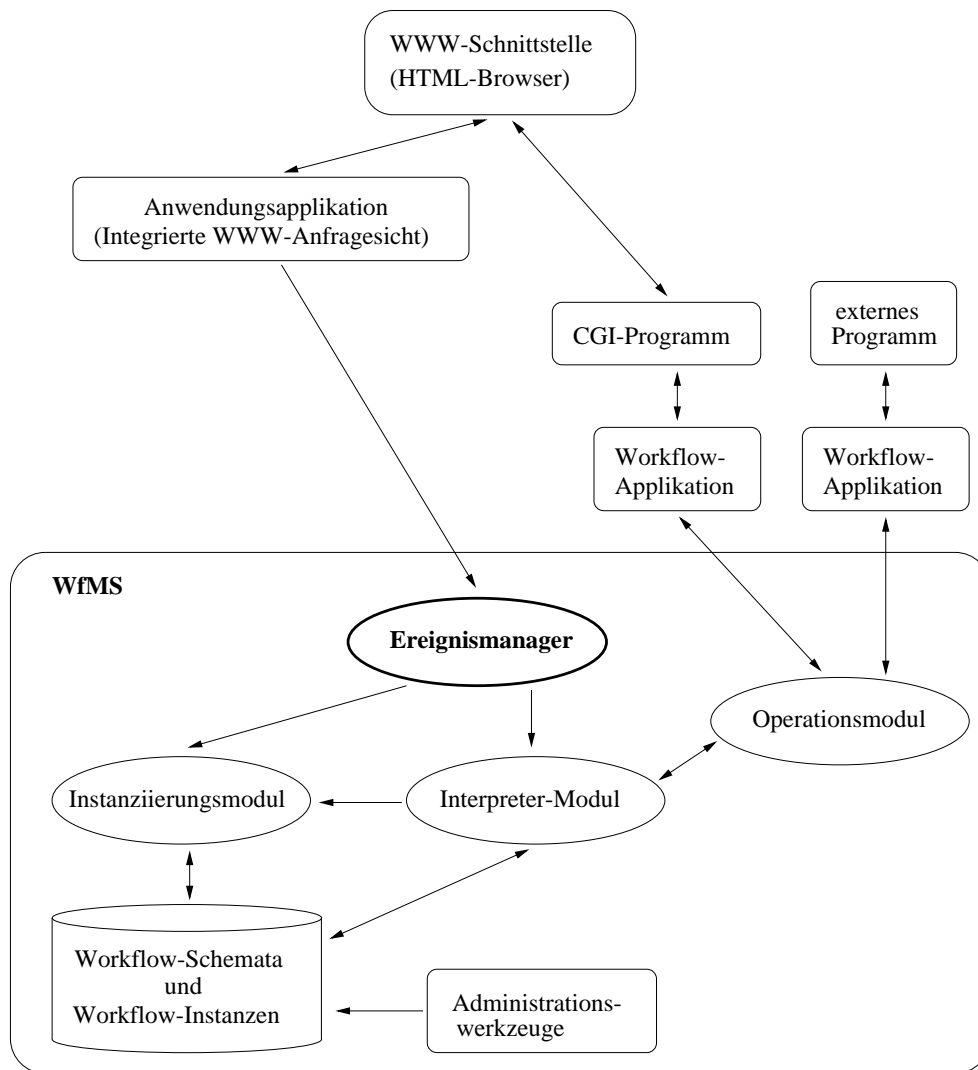 WWW-Schnittstelle
(HTML-Browser)
Anwendungsapplikation
(Integrierte WWW-Anfragesicht)
CGI-Programm
externes
Programm
Workflow-
Applikation
Workflow-
Applikation
WfMS
Ereignismanager
Operationsmodul
Instanziierungsmodul
Interpreter-Modul
Workflow-Schemata
und
Workflow-Instanzen
Administrations-
werkzeuge